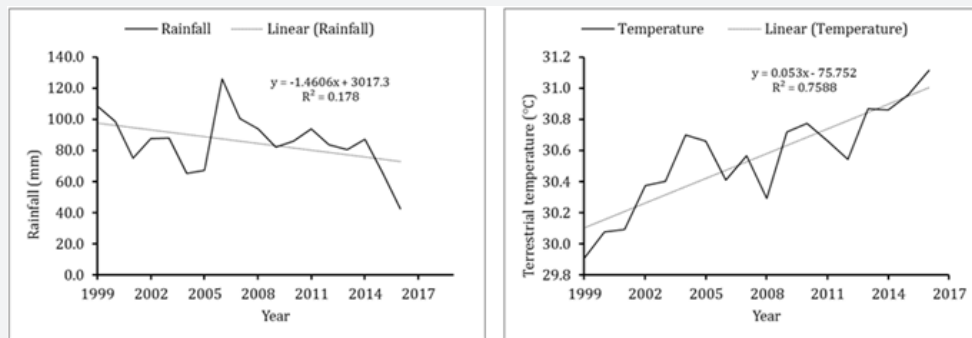 Rainfall Linear (Rainfall)
140.0
120.0
100.0
80.0
60.0
40.0
20.0
0.0
Rainfall (mm)
y = -1.4606x + 3017.3
R² = 0.178
1999 2002 2005 2008 2011 2014 2017
Year
Temperature Linear (Temperature)
31.2
31.0
30.8
30.6
30.4
30.2
30.0
29.8
Terrestrial temperature (°C)
y = 0.053x - 75.752
R² = 0.7588
1999 2002 2005 2008 2011 2014 2017
Year